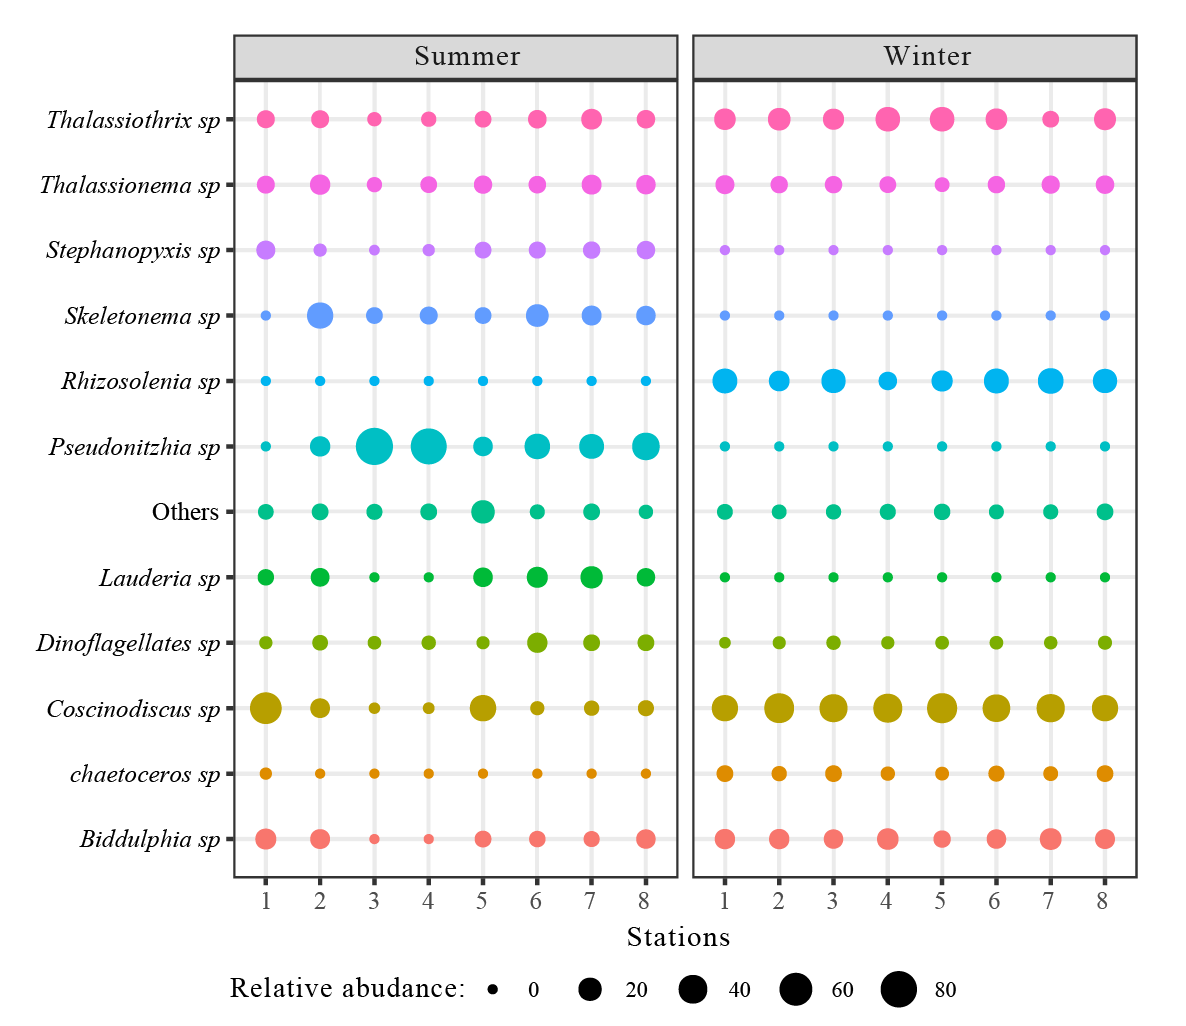 Summer Winter
Thalassiothrix sp
Thalassionema sp
Stephanopyxis sp
Skeletonema sp
Rhizosolenia sp
Pseudonitzhia sp
Others
Lauderia sp
Dinoflagellates sp
Coscinodiscus sp
chaetoceros sp
Biddulphia sp
1 2 3 4 5 6 7 8 1 2 3 4 5 6 7 8
Stations
Relative abudance: 0 20 40 60 80